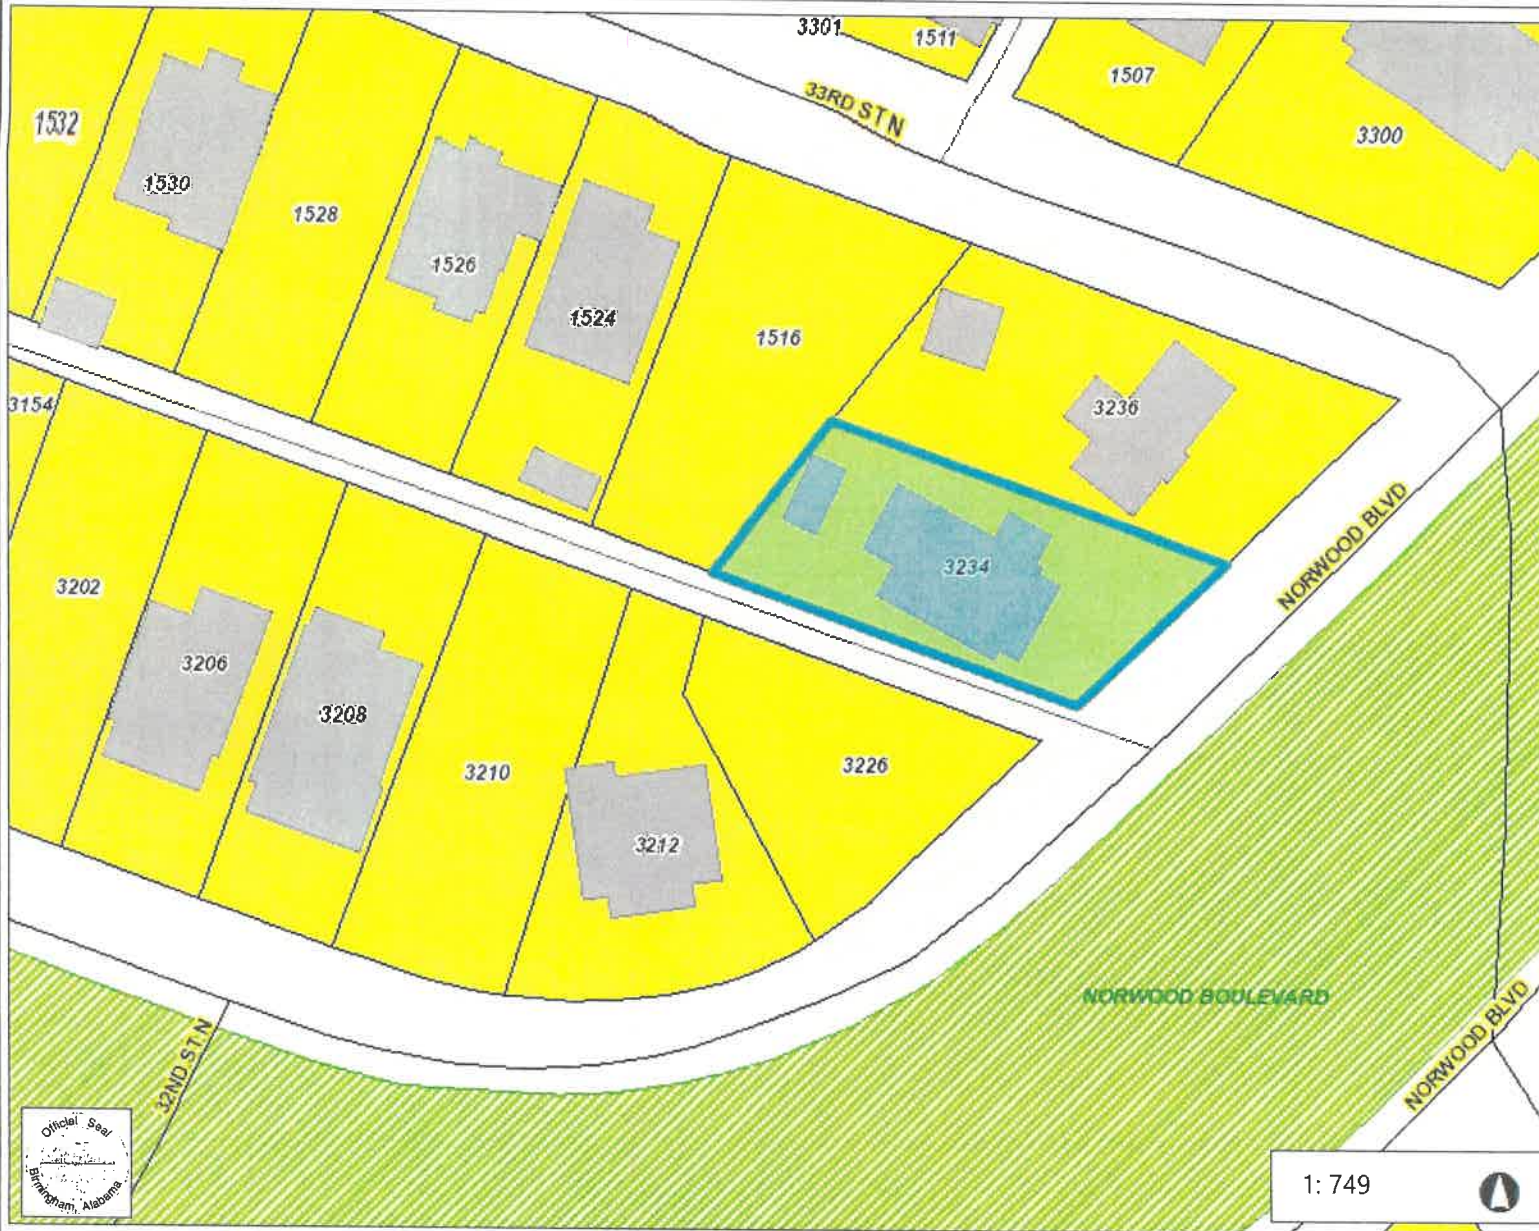 3301
1511
1507
33RD ST N
3300
1532
1530
1528
1526
1524
1516
3236
3154
NORWOOD BLVD
3234
3202
3206
3208
3210
3226
3212
NORWOOD BOULEVARD
NORWOOD BLVD
32ND ST N
Official Seal
Birmingham, Alabama
1: 749